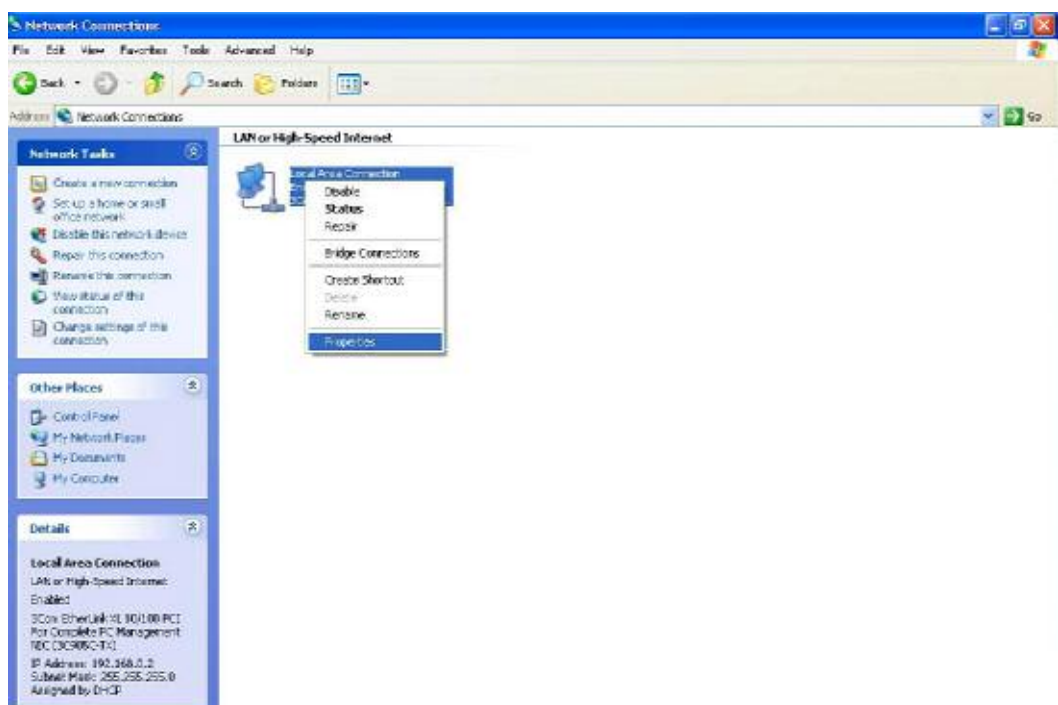 Network Connections
File Edit View Favorites Tools Advanced Help
Back Search Folders
Address Network Connections Go
Network Tasks
Create a new connection
Set up a home or small
office network
Disable this network device
Repair this connection
Rename this connection
View status of this
connection
Change settings of this
connection
Other Places
Control Panel
My Network Places
My Documents
My Computer
Details
Local Area Connection
LAN or High-Speed Internet
Enabled
3Com EtherLink XL 10/100 PCI
For Complete PC Management
NIC (3C905C-TX)
IP Address: 192.168.0.2
Subnet Mask: 255.255.255.0
Assigned by DHCP
LAN or High-Speed Internet
Local Area Connection
Disable
Status
Repair
Bridge Connections
Create Shortcut
Delete
Rename
Properties